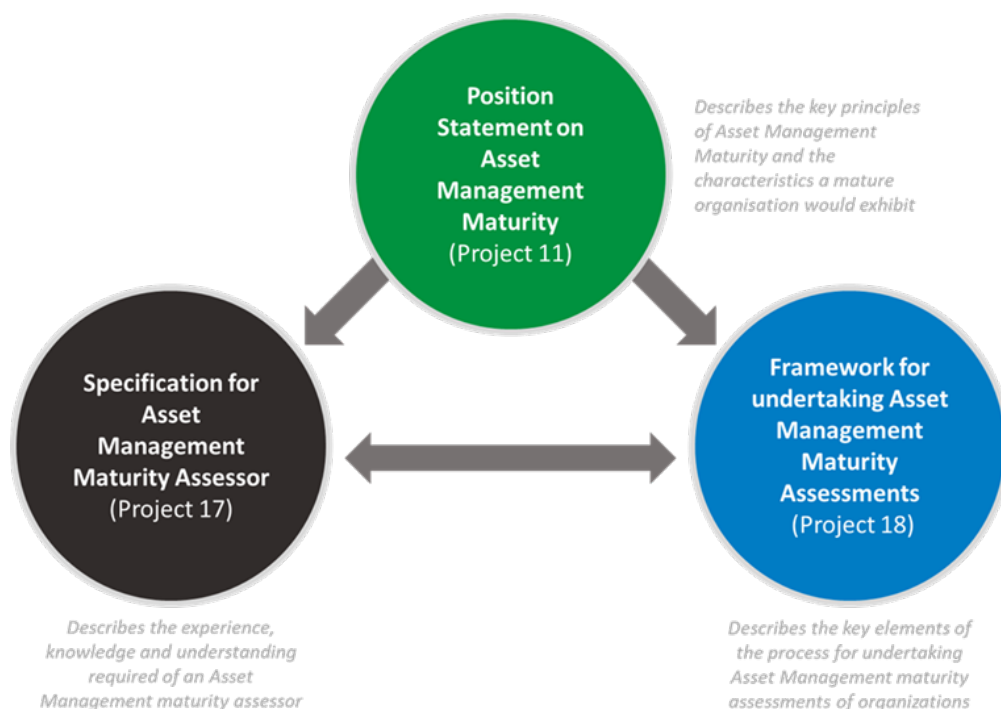 Position
Statement on
Asset
Management
Maturity
(Project 11)
Describes the key principles
of Asset Management
Maturity and the
characteristics a mature
organisation would exhibit
Specification for
Asset
Management
Maturity Assessor
(Project 17)
Describes the experience,
knowledge and understanding
required of an Asset
Management maturity assessor
Framework for
undertaking Asset
Management
Maturity
Assessments
(Project 18)
Describes the key elements of
the process for undertaking
Asset Management maturity
assessments of organizations